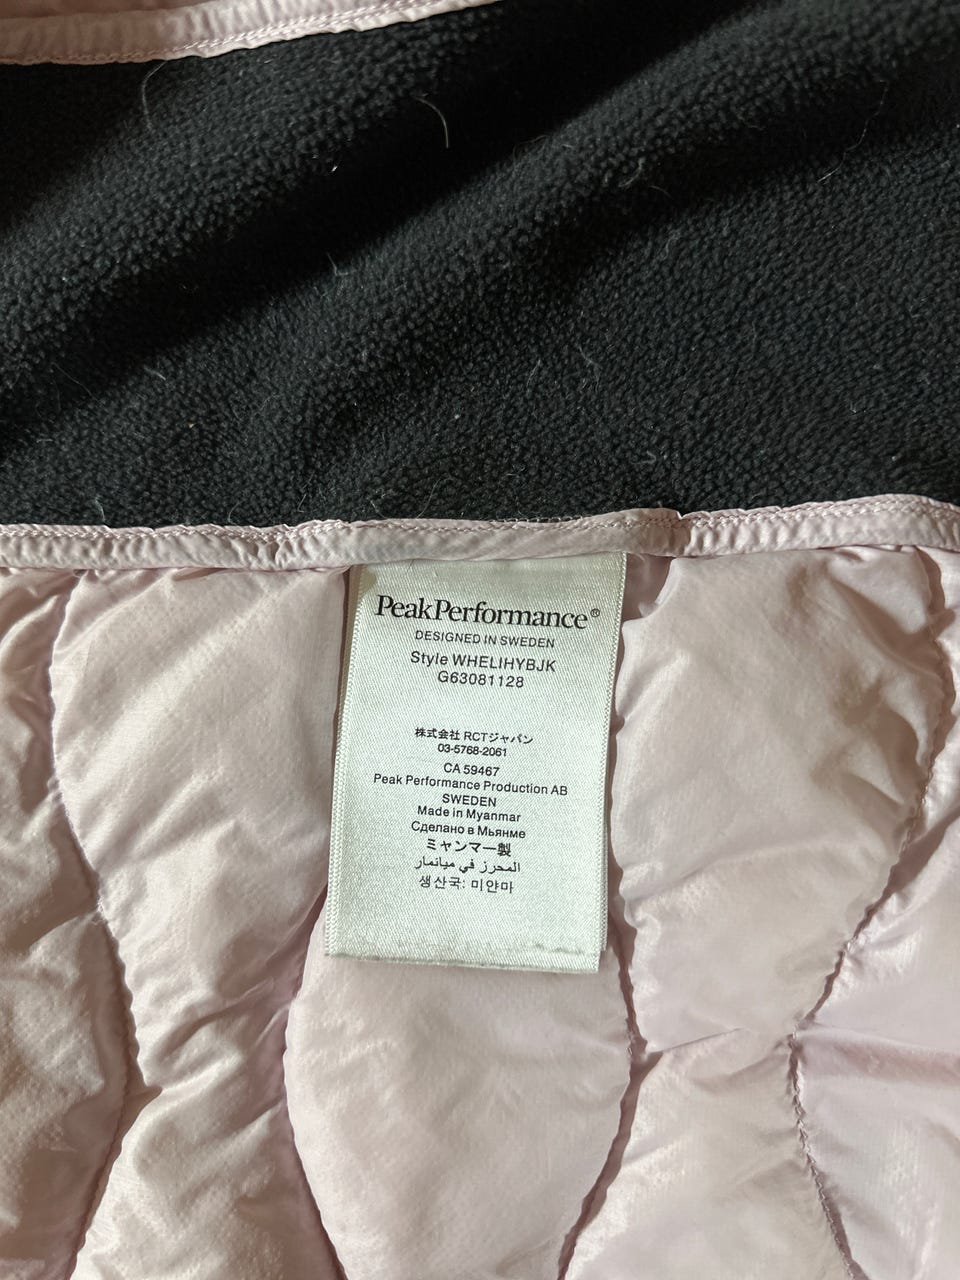 PeakPerformance®
DESIGNED IN SWEDEN
Style WHELIHYBJK
G63081128
株式会社 RCTジャパン
03-5768-2061
CA 59467
Peak Performance Production AB
SWEDEN
Made in Myanmar
Сделано в Мьянме
ミャンマー製
المحرز في ميانمار
생산국: 미얀마